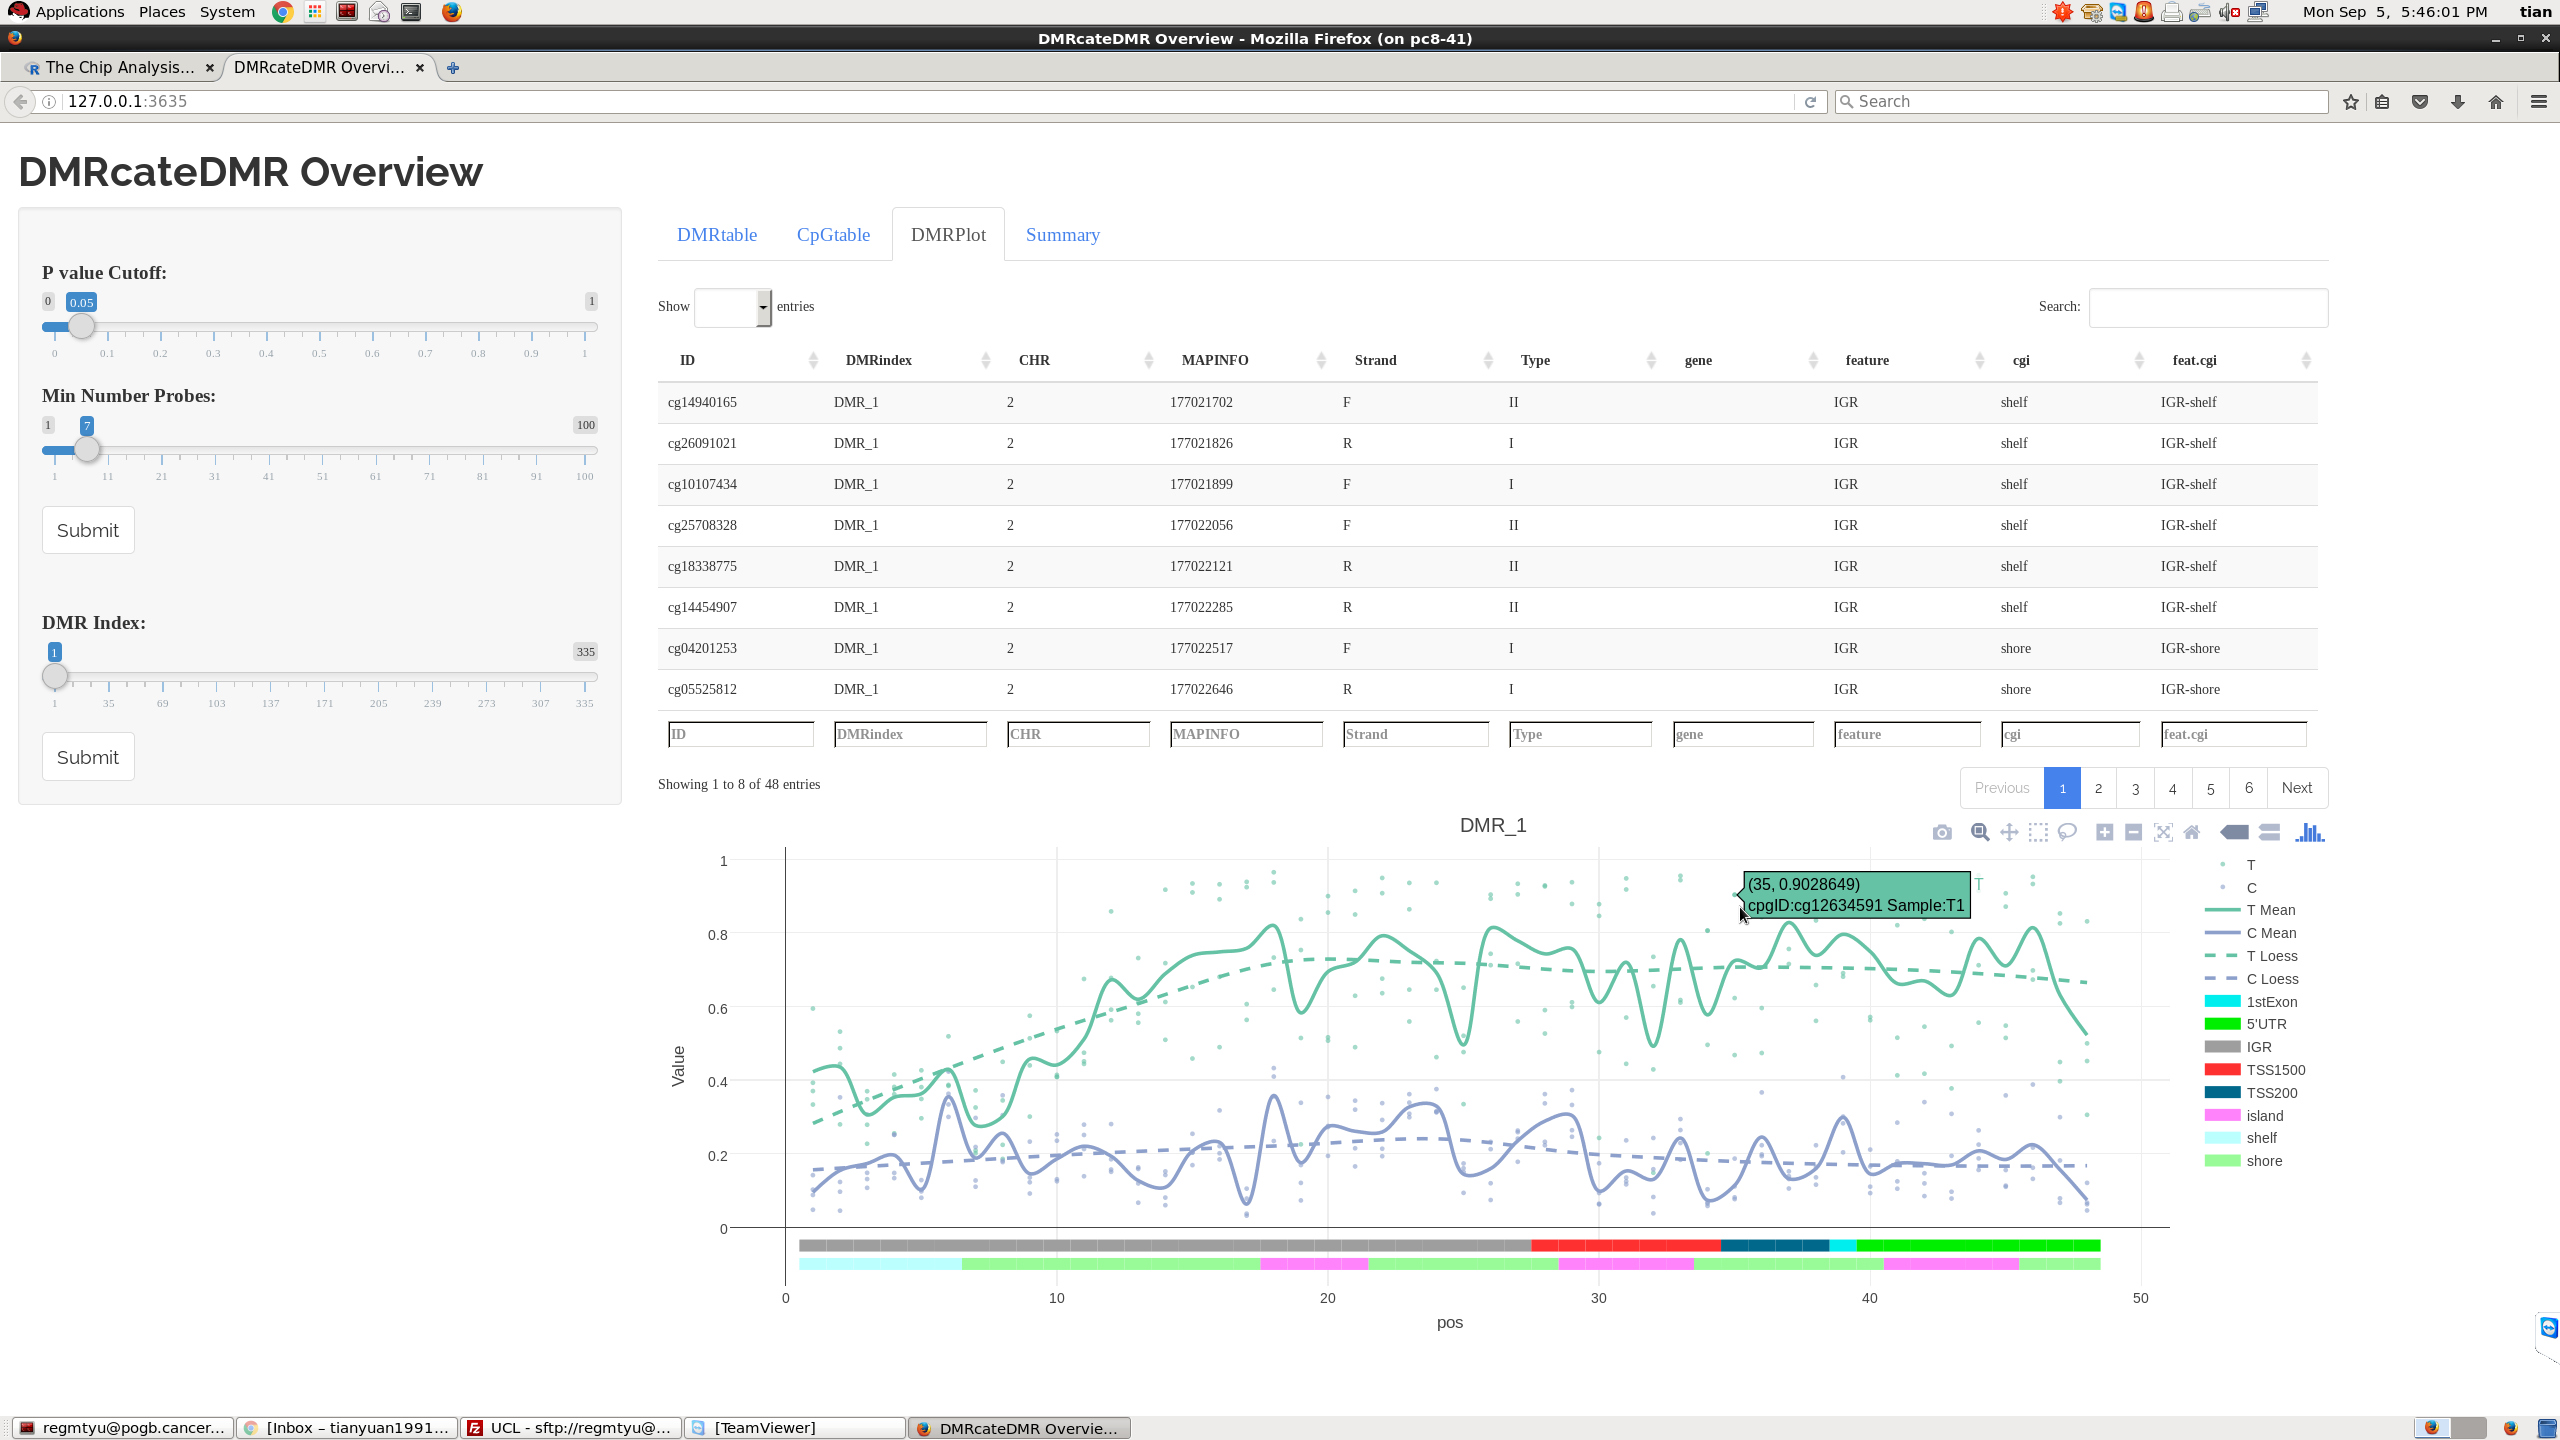 Applications Places System Mon Sep 5, 5:46:01 PM tian
DMRcateDMR Overview - Mozilla Firefox (on pc8-41)
The Chip Analysis... DMRcateDMR Overvi...
127.0.0.1:3635 Search
DMRcateDMR Overview
P value Cutoff:
0 0.05 1
0 0.1 0.2 0.3 0.4 0.5 0.6 0.7 0.8 0.9 1
Min Number Probes:
1 7 100
1 11 21 31 41 51 61 71 81 91 100
Submit
DMR Index:
1 335
1 35 69 103 137 171 205 239 273 307 335
Submit
DMRtable CpGtable DMRPlot Summary
Show entries Search:
ID DMRindex CHR MAPINFO Strand Type gene feature cgi feat.cgi
cg14940165 DMR_1 2 177021702 F II IGR shelf IGR-shelf
cg26091021 DMR_1 2 177021826 R I IGR shelf IGR-shelf
cg10107434 DMR_1 2 177021899 F I IGR shelf IGR-shelf
cg25708328 DMR_1 2 177022056 F II IGR shelf IGR-shelf
cg18338775 DMR_1 2 177022121 R II IGR shelf IGR-shelf
cg14454907 DMR_1 2 177022285 R II IGR shelf IGR-shelf
cg04201253 DMR_1 2 177022517 F I IGR shore IGR-shore
cg05525812 DMR_1 2 177022646 R I IGR shore IGR-shore
ID DMRindex CHR MAPINFO Strand Type gene feature cgi feat.cgi
Showing 1 to 8 of 48 entries Previous 1 2 3 4 5 6 Next
DMR_1
1
0.8
0.6
0.4
0.2
0
Value
(35, 0.9028649) T
cpgID:cg12634591 Sample:T1
T
C
T Mean
C Mean
T Loess
C Loess
1stExon
5'UTR
IGR
TSS1500
TSS200
island
shelf
shore
0 10 20 30 40 50
pos
regmtyu@pogb.cancer... [Inbox – tianyuan1991... UCL - sftp://regmtyu@... [TeamViewer] DMRcateDMR Overvie...